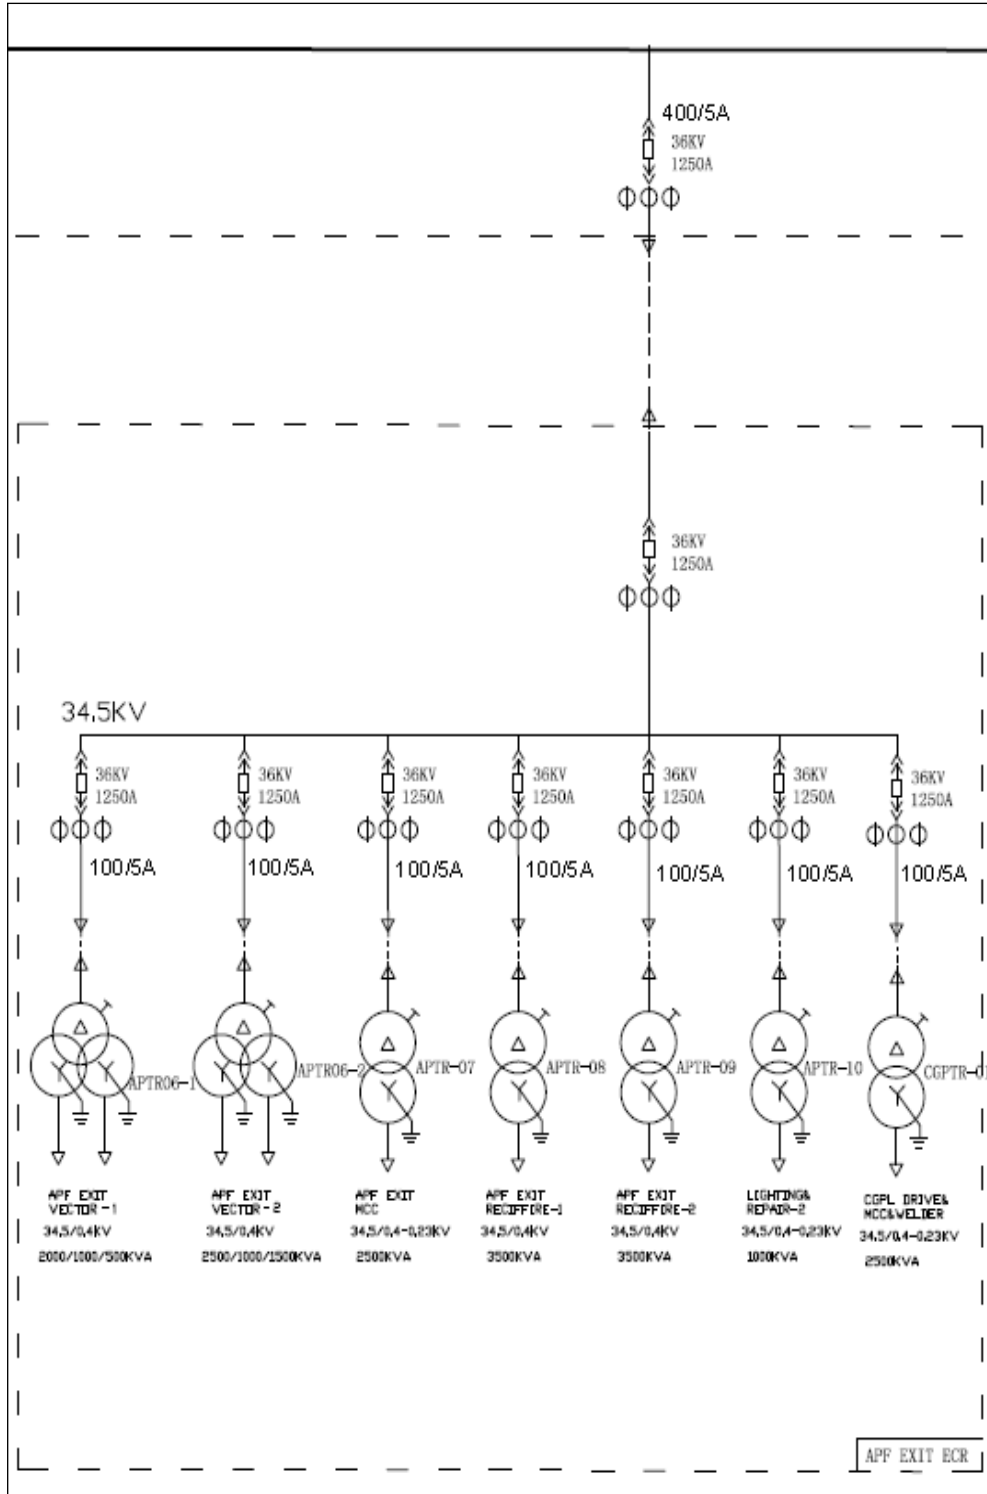 400/5A
36KV
1250A
36KV
1250A
34,5KV
36KV
1250A
36KV
1250A
36KV
1250A
36KV
1250A
36KV
1250A
36KV
1250A
36KV
1250A
100/5A
100/5A
100/5A
100/5A
100/5A
100/5A
100/5A
APTR06-1
APTR06-2
APTR-07
APTR-08
APTR-09
APTR-10
CGPTR-01
APF EXIT
VECTOR-1
34,5/0,4KV
2000/1000/500KVA
APF EXIT
VECTOR-2
34,5/0,4KV
2500/1000/1500KVA
APF EXIT
MCC
34,5/0,4-0,23KV
2500KVA
APF EXIT
RECIFFIRE-1
34,5/0,4KV
3500KVA
APF EXIT
RECIFFIRE-2
34,5/0,4KV
3500KVA
LIGHTING&
REPAIR-2
34,5/0,4-0,23KV
1000KVA
CGPL DRIVE&
MCC&WELDER
34,5/0,4-0,23KV
2500KVA
APF EXIT ECR